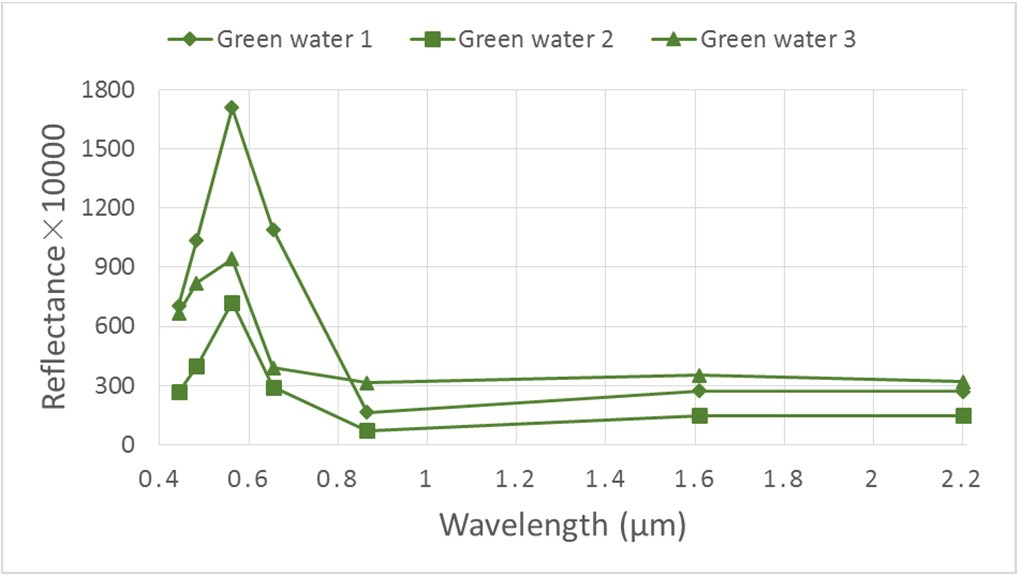 Green water 1 Green water 2 Green water 3
1800
1500
1200
900
600
300
0
Reflectance×10000
0.4 0.6 0.8 1 1.2 1.4 1.6 1.8 2 2.2
Wavelength (μm)